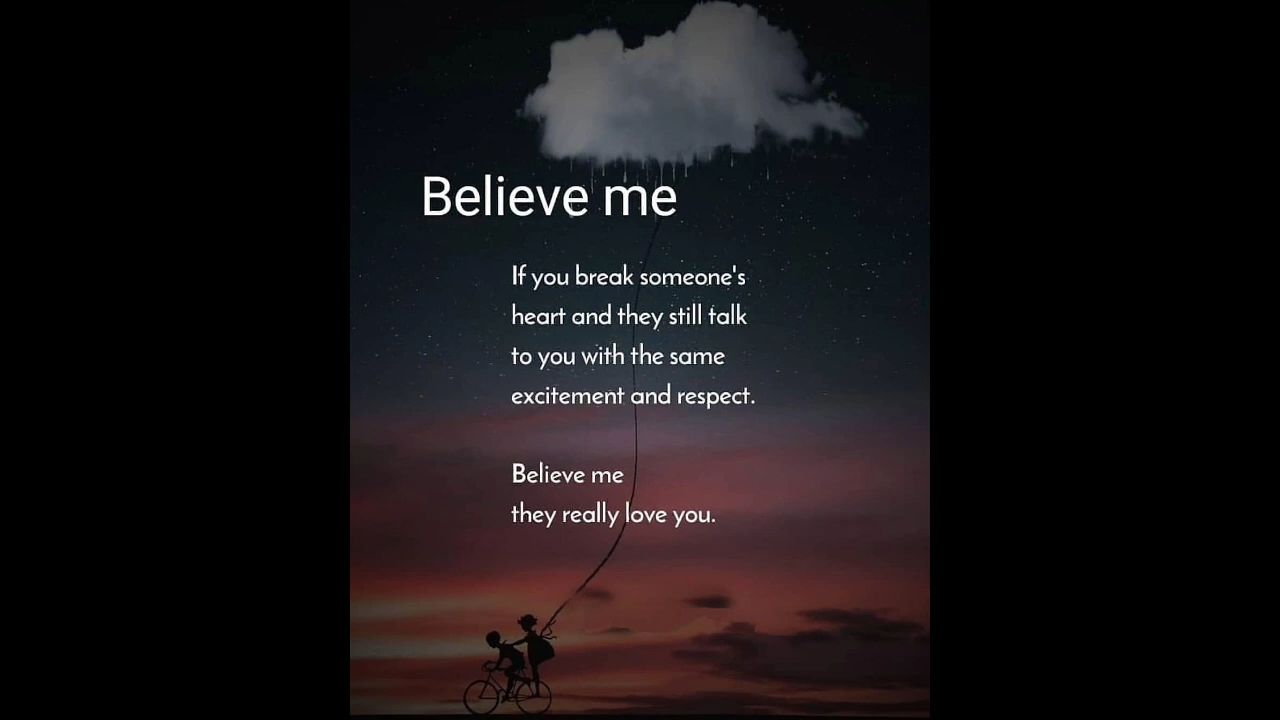 Believe me
If you break someone's
heart and they still talk
to you with the same
excitement and respect.
Believe me
they really love you.